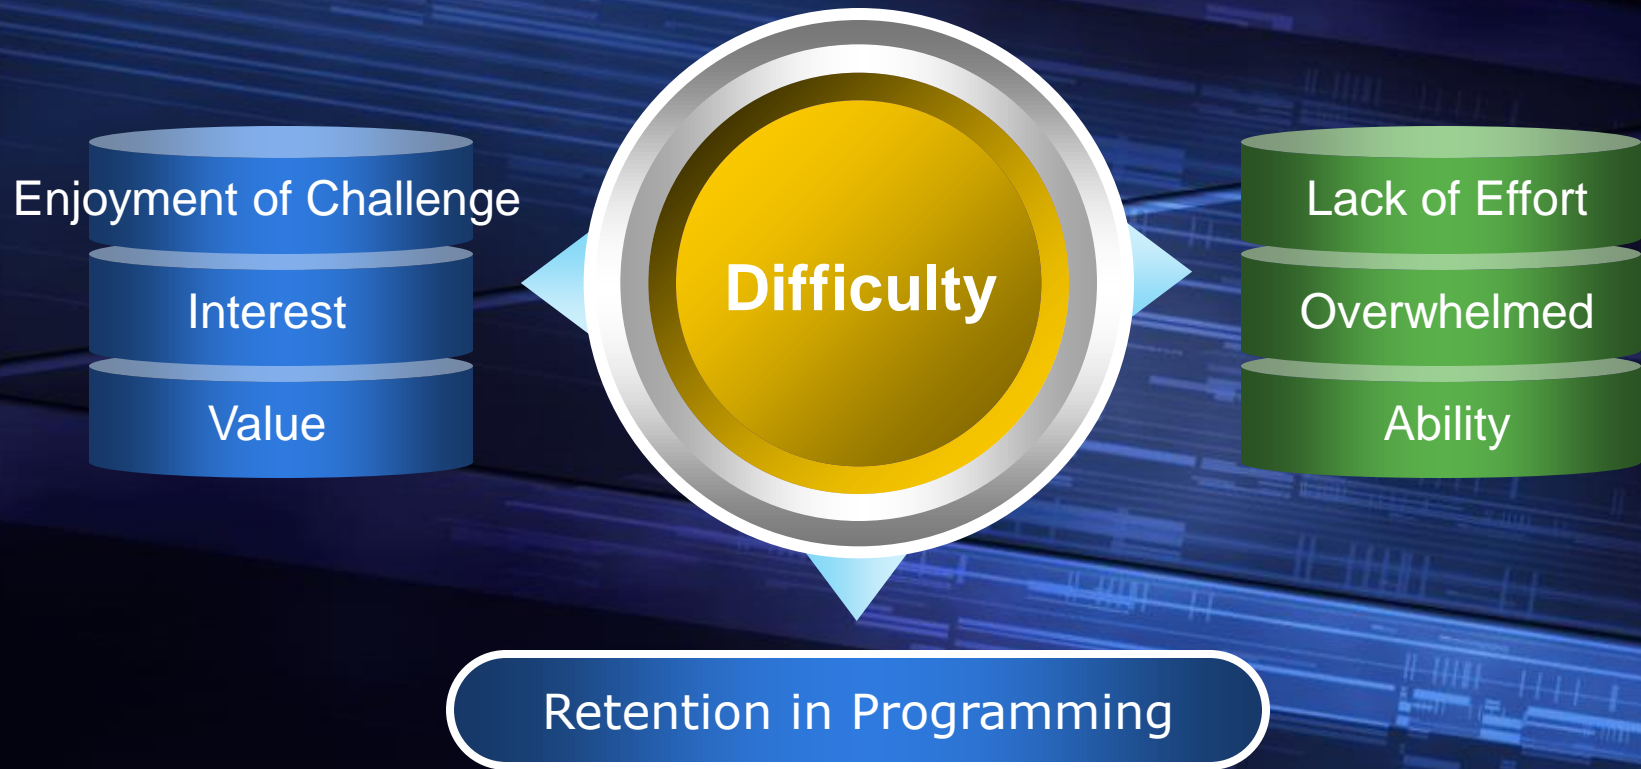 Enjoyment of Challenge
Interest
Value
Difficulty
Lack of Effort
Overwhelmed
Ability
Retention in Programming